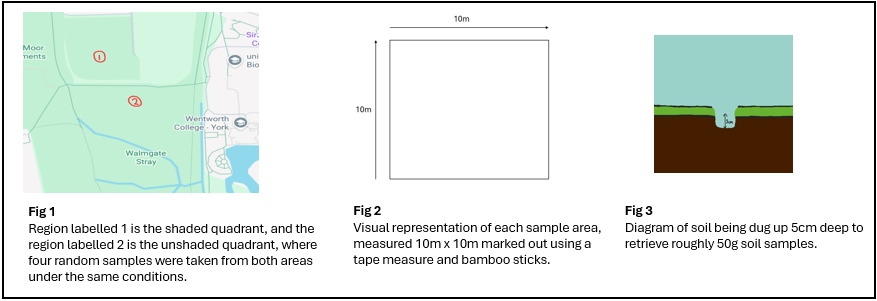 Moor
ments
1
2
Sir
C
uni
Bio
Wentworth
College - York
Walmgate
Stray
10m
10m
Fig 1
Region labelled 1 is the shaded quadrant, and the
region labelled 2 is the unshaded quadrant, where
four random samples were taken from both areas
under the same conditions.
Fig 2
Visual representation of each sample area,
measured 10m x 10m marked out using a
tape measure and bamboo sticks.
Fig 3
Diagram of soil being dug up 5cm deep to
retrieve roughly 50g soil samples.